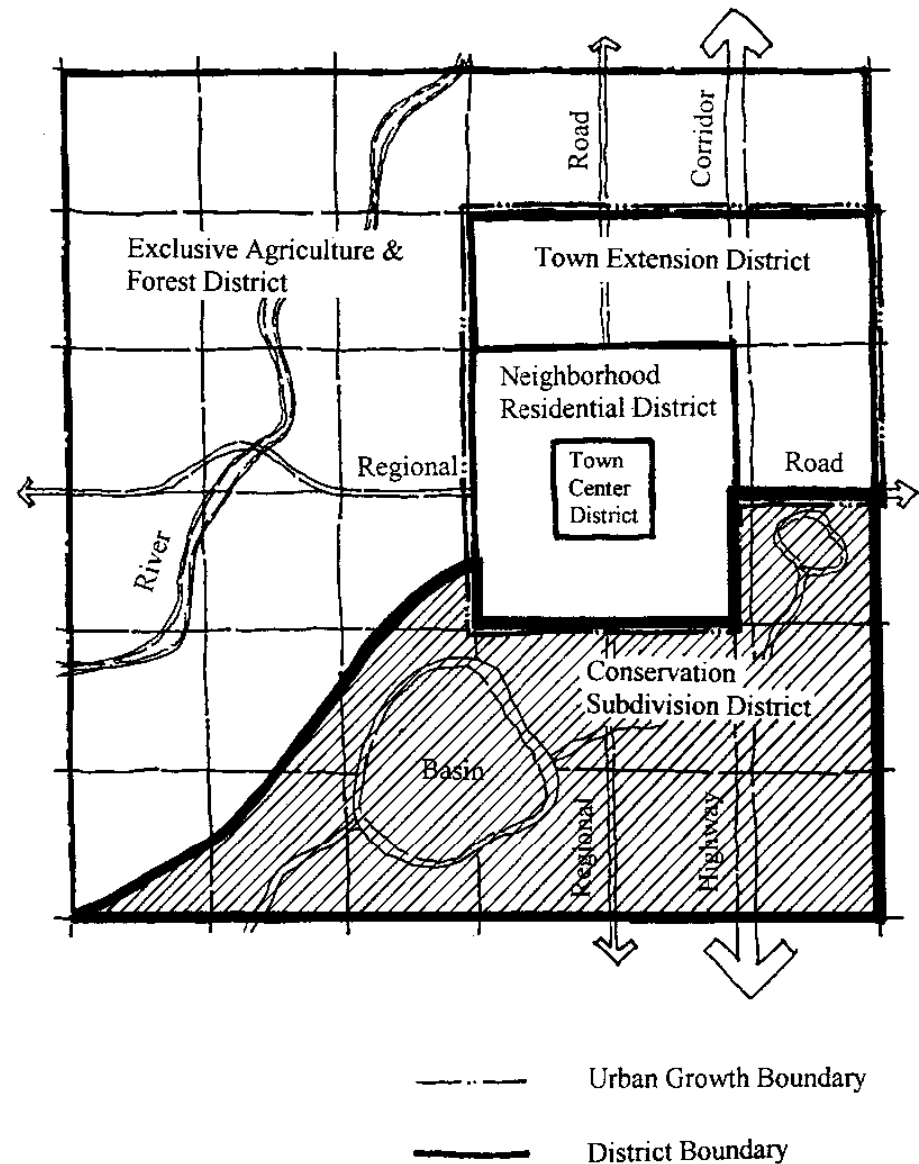 Road
Corridor
Exclusive Agriculture &
Forest District
Town Extension District
Neighborhood
Residential District
Regional
Town
Center
District
Road
River
Conservation
Subdivision District
Basin
Regional
Highway
Urban Growth Boundary
District Boundary